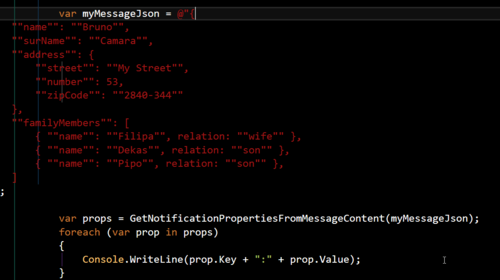 var myMessageJson = @"{
""name"": ""Bruno"",
""surName"": ""Camara"",
""address"": {
""street"": ""My Street"",
""number"": 53,
""zipCode"": ""2840-344""
},
""familyMembers"": [
{ ""name"": ""Filipa"", relation: ""wife"" },
{ ""name"": ""Dekas"", relation: ""son"" },
{ ""name"": ""Pipo"", relation: ""son"" },
]
;
var props = GetNotificationPropertiesFromMessageContent(myMessageJson);
foreach (var prop in props)
{
Console.WriteLine(prop.Key + ":" + prop.Value);
}